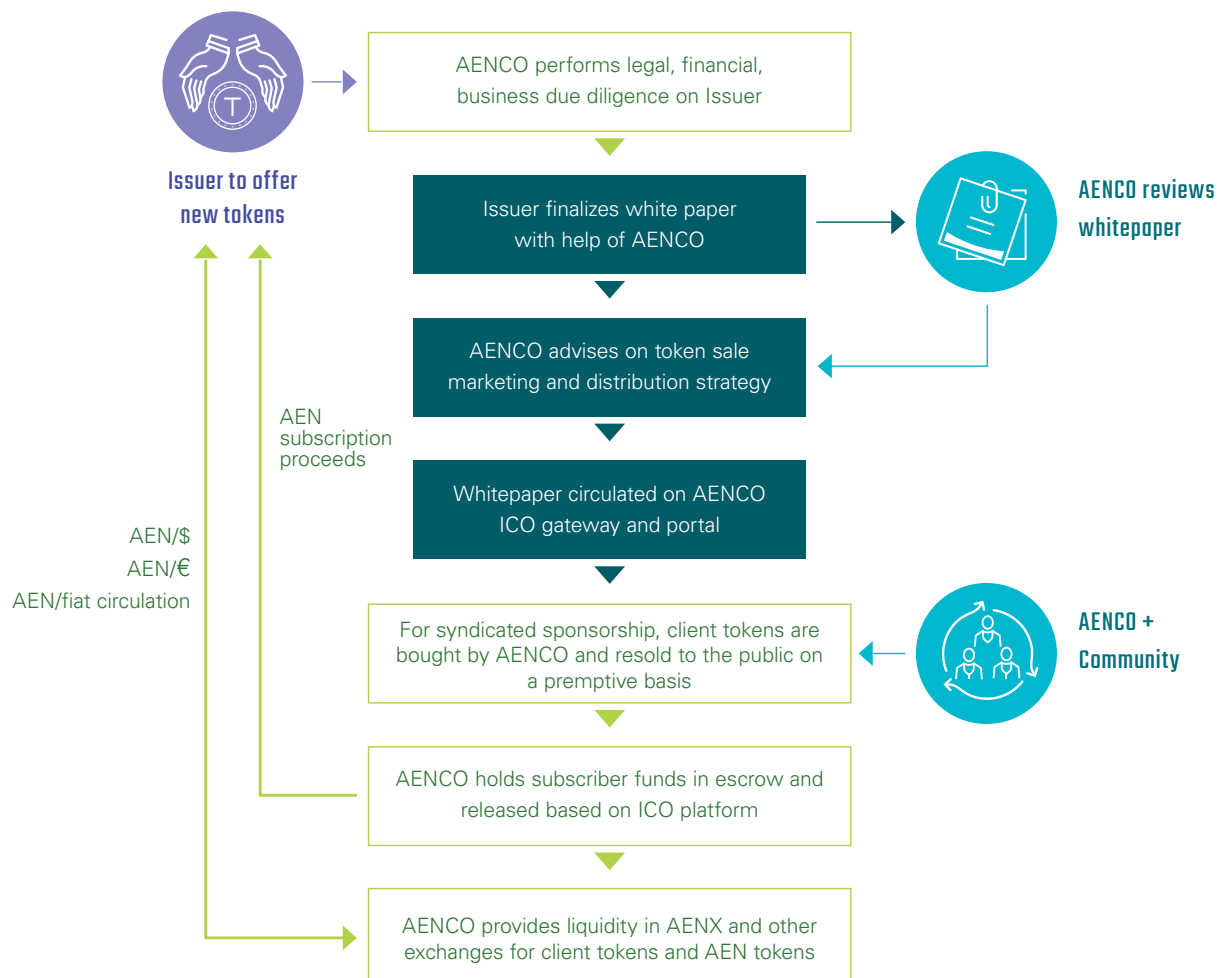 AENCO performs legal, financial,
business due diligence on Issuer
T
Issuer to offer
new tokens
Issuer finalizes white paper
with help of AENCO
AENCO reviews
whitepaper
AENCO advises on token sale
marketing and distribution strategy
AEN
subscription
proceeds
Whitepaper circulated on AENCO
ICO gateway and portal
AEN/$
AEN/€
AEN/fiat circulation
For syndicated sponsorship, client tokens are
bought by AENCO and resold to the public on
a premptive basis
AENCO +
Community
AENCO holds subscriber funds in escrow and
released based on ICO platform
AENCO provides liquidity in AENX and other
exchanges for client tokens and AEN tokens